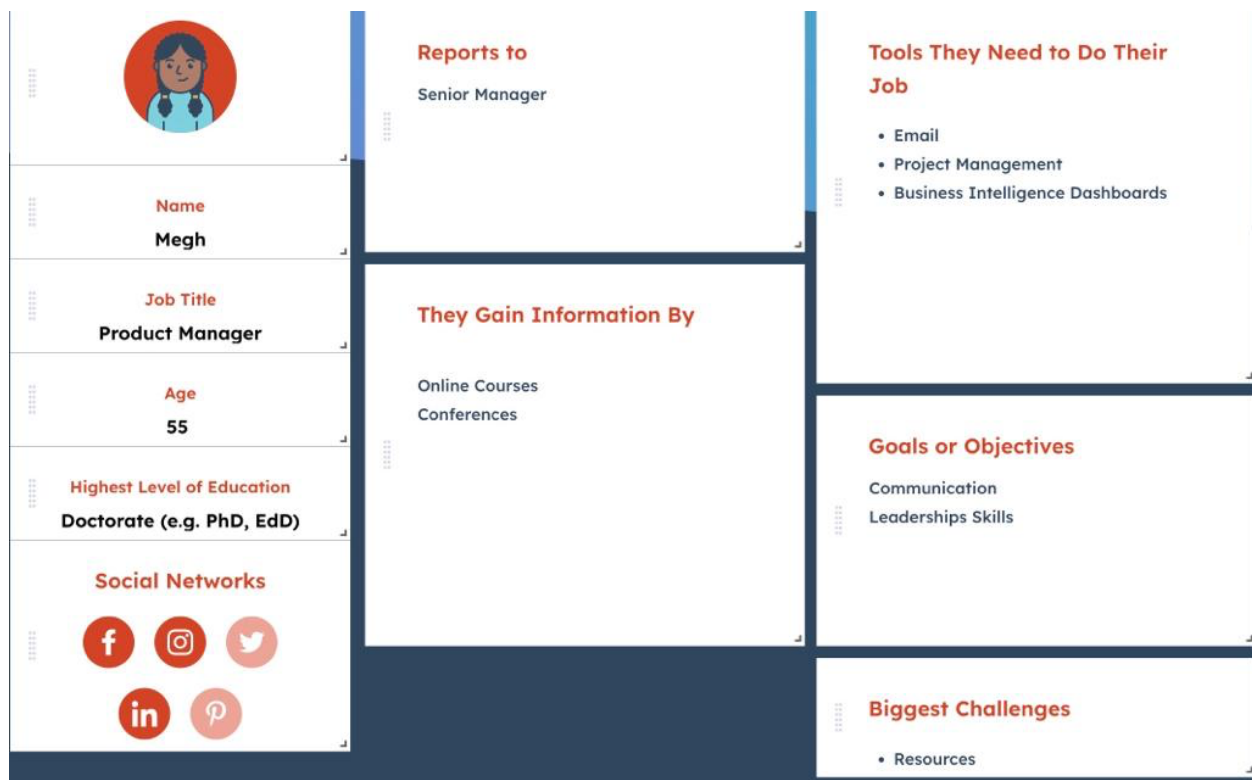 Name
Megh
Job Title
Product Manager
Age
55
Highest Level of Education
Doctorate (e.g. PhD, EdD)
Social Networks
f
in
Reports to
Senior Manager
They Gain Information By
Online Courses
Conferences
Tools They Need to Do Their
Job
• Email
• Project Management
• Business Intelligence Dashboards
Goals or Objectives
Communication
Leaderships Skills
Biggest Challenges
• Resources